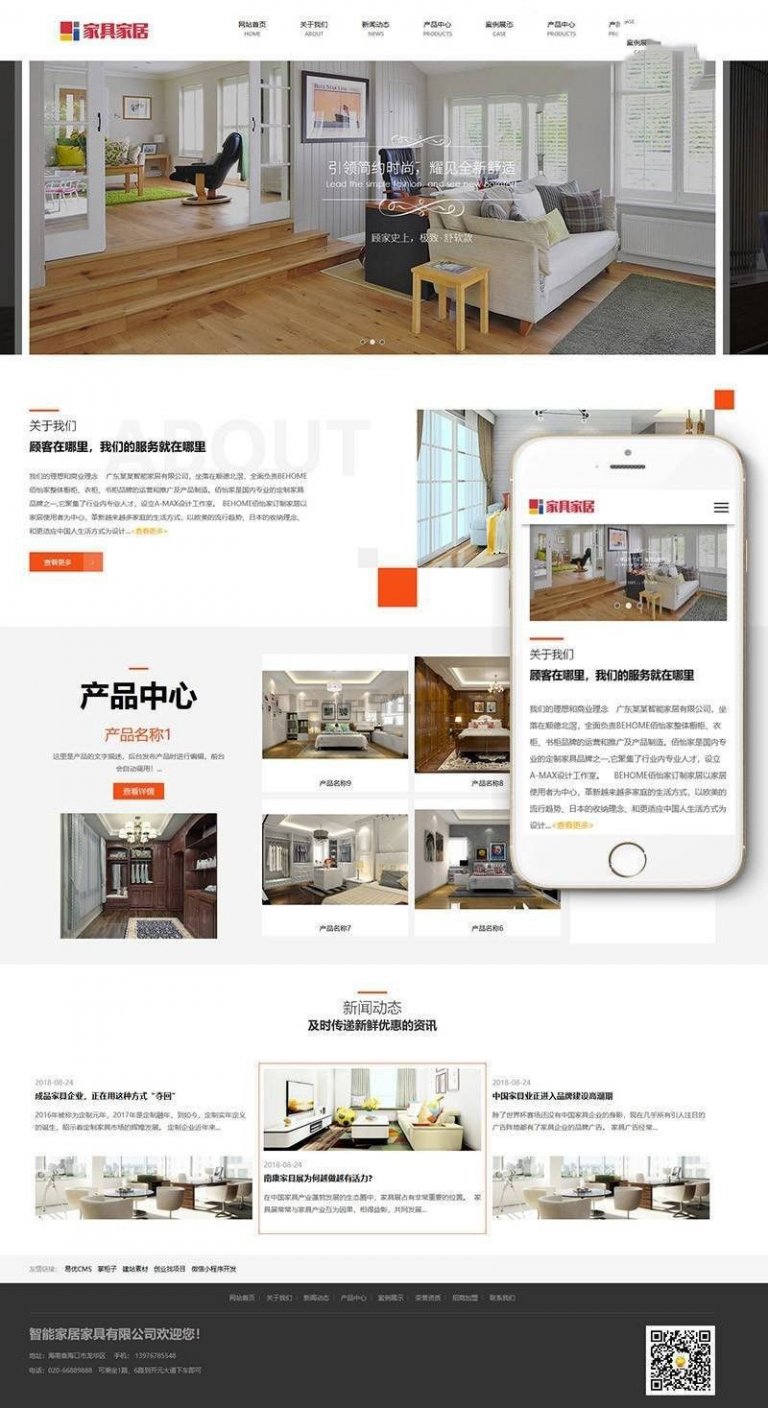 家具家居
网站首页
HOME
关于我们
ABOUT
新闻动态
NEWS
产品中心
PRODUCTS
案例展示
CASE
产品中心
PRODUCTS
案例展
引领简约时尚，耀见全新舒适
Lead the simple fashion, and see new comfort
顾家史上，极致·舒软款
ABOUT
关于我们
顾客在哪里，我们的服务就在哪里
我们的理想和商业理念 广东某某智能家居有限公司，坐落在顺德北滘，全面负责BEHOME
佰怡家整体橱柜、衣柜、书柜品牌的运营和推广及产品制造。佰怡家是国内专业的定制家具
品牌之一,它聚集了行业内专业人才，设立A-MAX设计工作室。 BEHOME佰怡家订制家居以
家居使用者为中心，革新越来越多家庭的生活方式，以欧美的流行趋势、日本的收纳理念、
和更适应中国人生活方式为设计...<查看更多>
查看更多
家具家居
关于我们
顾客在哪里，我们的服务就在哪里
我们的理想和商业理念 广东某某智能家居有限公司，坐
落在顺德北滘，全面负责BEHOME佰怡家整体橱柜、衣
柜、书柜品牌的运营和推广及产品制造。佰怡家是国内专
业的定制家具品牌之一,它聚集了行业内专业人才，设立
A-MAX设计工作室。 BEHOME佰怡家订制家居以家居
使用者为中心，革新越来越多家庭的生活方式，以欧美的
流行趋势、日本的收纳理念、和更适应中国人生活方式为
设计...<查看更多>
产品中心
产品名称1
这里是产品的文字描述，后台发布产品时进行编辑，前台
会自动调用！...
查看详情
产品名称9
产品名称8
产品名称7
产品名称6
新闻动态
及时传递新鲜优惠的资讯
2018-08-24
成品家具企业，正在用这种方式“夺回”
2016年被称为定制元年，2017年是定制翻年，到如今，定制实年定义
的诞生，昭示着定制家具市场的辉煌发展。 定制企业近年来...
2018-08-24
南康家具展为何越做越有活力?
在中国家具产业蓬勃发展的生态圈中，家具展占有非常重要的位置。 家
具展常常与家具产业互为因果，相得益彰，共同发展...
2018-08-24
中国家具业正进入品牌建设高潮期
除了世界杯赛场还没有中国家具企业的身影，现在几乎所有引人注目的
广告阵地都有了家具企业的品牌广告。 家具广告经常...
友情链接： 易优CMS 掌柜子 建站素材 创业找项目 微信小程序开发
网站首页 关于我们 新闻动态 产品中心 案例展示 荣誉资质 招商加盟 联系我们
智能家居家具有限公司欢迎您！
地址：海南省海口市龙华区 手机：13976785548
电话：020-66889888 可乘坐1路、6路到开元大道下车即可